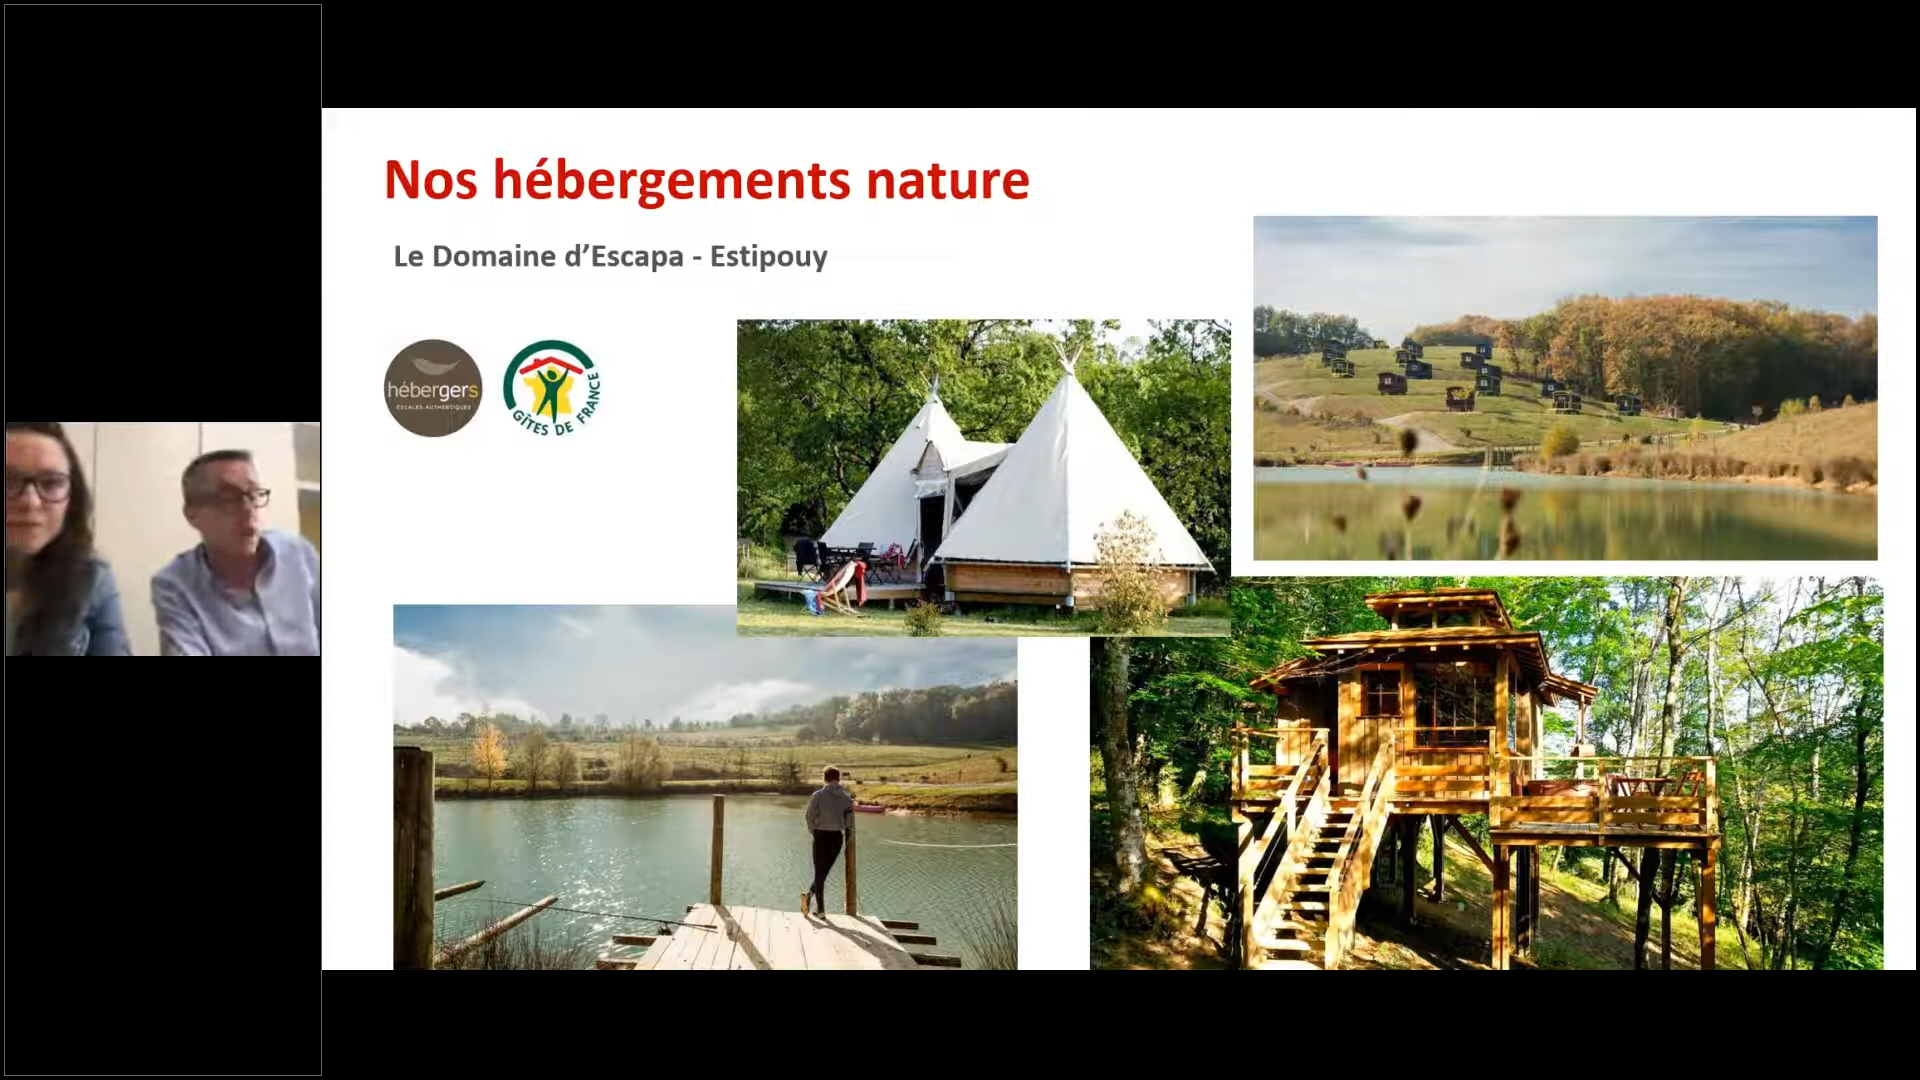 Nos hébergements nature
Le Domaine d’Escapa - Estipouy
hébergers
ESCALES AUTHENTIQUES
GÎTES DE FRANCE